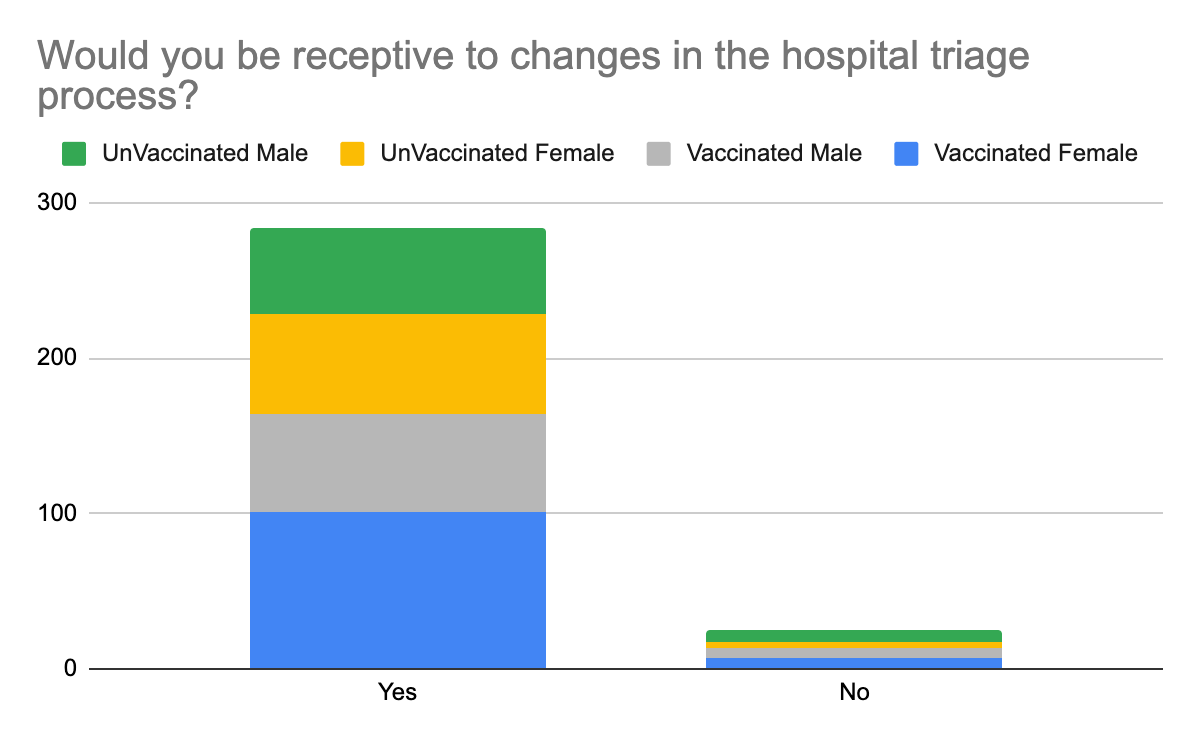 Would you be receptive to changes in the hospital triage
process?
UnVaccinated Male UnVaccinated Female Vaccinated Male Vaccinated Female
300
200
100
0
Yes No